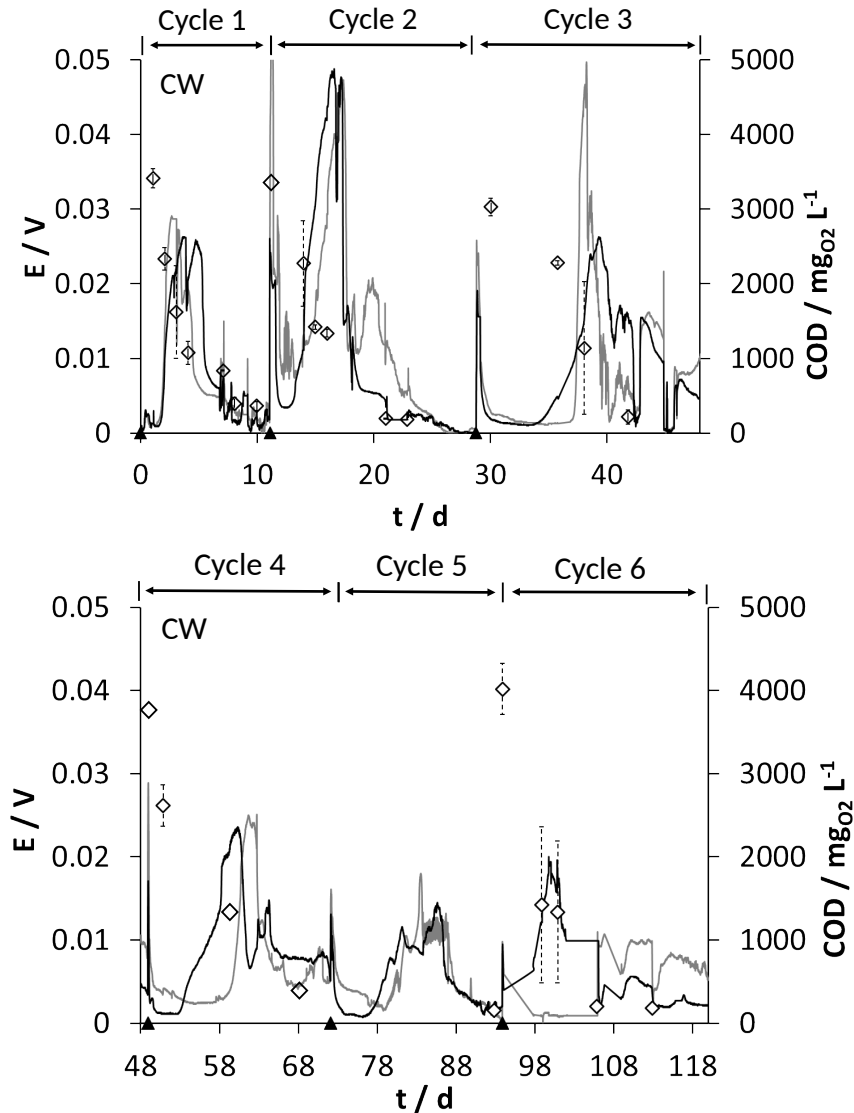 Cycle 1 Cycle 2 Cycle 3
CW
0.05 5000
0.04 4000
0.03 3000
0.02 2000
0.01 1000
0 0
E / V
COD / mgO2 L-1
0 10 20 30 40
t / d
Cycle 4 Cycle 5 Cycle 6
CW
0.05 5000
0.04 4000
0.03 3000
0.02 2000
0.01 1000
0 0
E / V
COD / mgO2 L-1
48 58 68 78 88 98 108 118
t / d